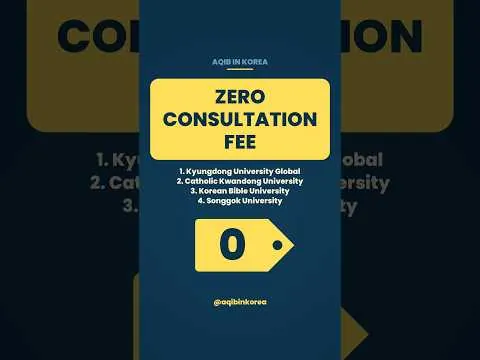 AQIB IN KOREA
ZERO
CONSULTATION
FEE
1. Kyungdong University Global
2. Catholic Kwandong University
3. Korean Bible University
4. Songgok University
0
@aqibinkorea